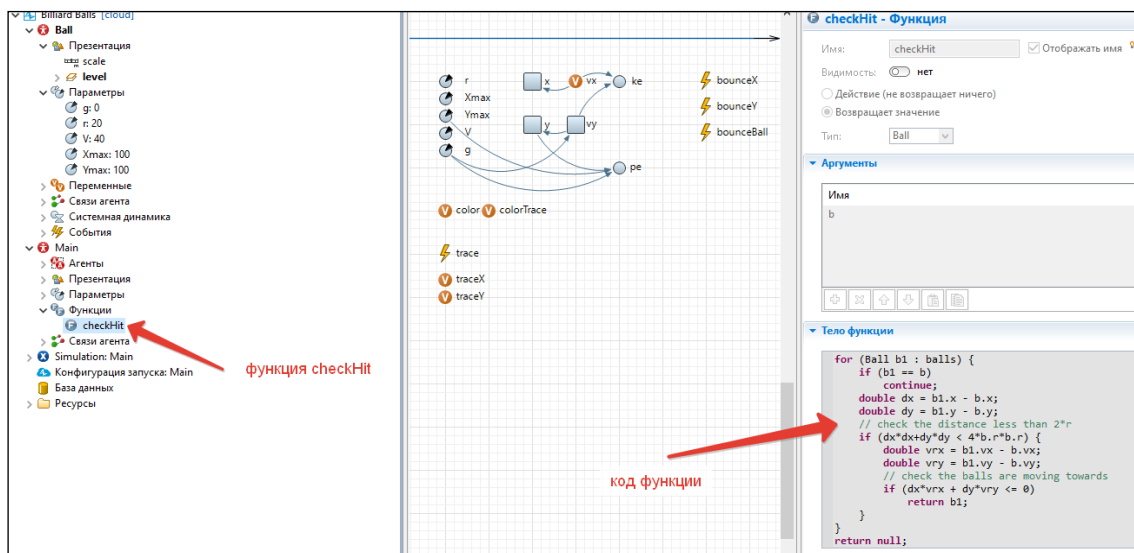 Billiard Balls [cloud]
Ball
Презентация
scale
level
Параметры
g: 0
r: 20
V: 40
Xmax: 100
Ymax: 100
Переменные
Связи агента
Системная динамика
События
Main
Агенты
Презентация
Параметры
Функции
checkHit
Связи агента
Simulation: Main
Конфигурация запуска: Main
База данных
Ресурсы
функция checkHit
r
Xmax
Ymax
V
g
x
vx
ke
y
vy
pe
bounceX
bounceY
bounceBall
color
colorTrace
trace
traceX
traceY
код функции
checkHit - Функция
Имя:
checkHit
Отображать имя
Видимость:
нет
Действие (не возвращает ничего)
Возвращает значение
Тип:
Ball
Аргументы
Имя
b
Тело функции
for (Ball b1 : balls) {
if (b1 == b)
continue;
double dx = b1.x - b.x;
double dy = b1.y - b.y;
// check the distance less than 2*r
if (dx*dx+dy*dy < 4*b.r*b.r) {
double vrx = b1.vx - b.vx;
double vry = b1.vy - b.vy;
// check the balls are moving towards
if (dx*vrx + dy*vry <= 0)
return b1;
}
}
return null;